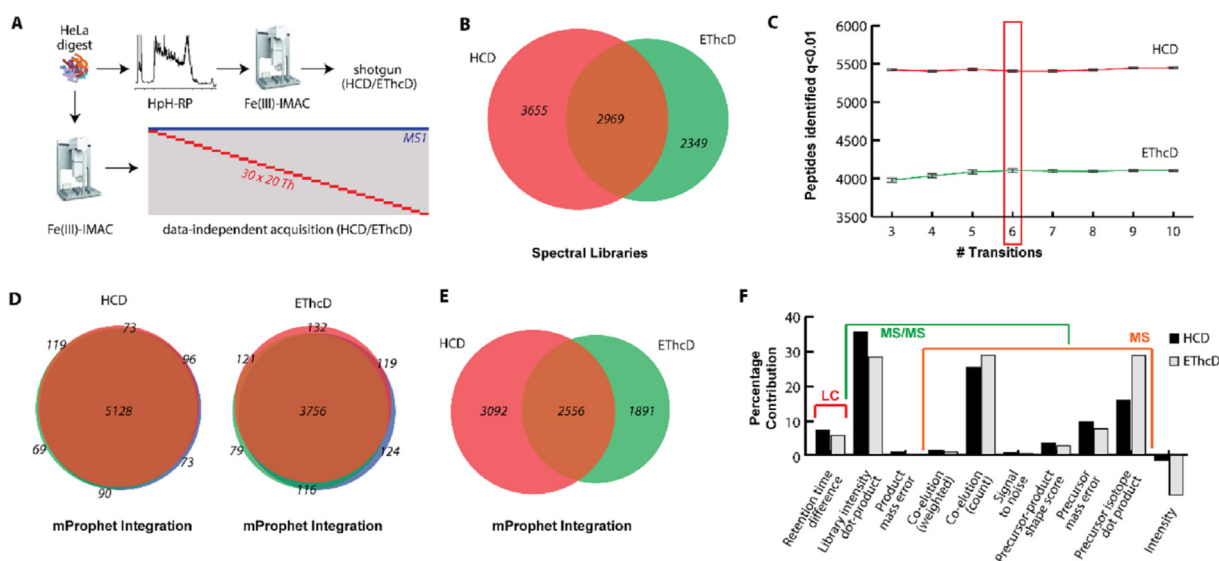 A
HeLa
digest
HpH-RP
Fe(III)-IMAC
shotgun
(HCD/EThcD)
MS1
30 x 20 Th
Fe(III)-IMAC
data-independent acquisition (HCD/EThcD)
B
HCD
EThcD
3655
2969
2349
Spectral Libraries
C
Peptides identified q<0.01
6000
5500
5000
4500
4000
3500
HCD
EThcD
3 4 5 6 7 8 9 10
# Transitions
D
HCD
73
119
96
5128
69
73
90
mProphet Integration
EThcD
132
121
119
3756
79
124
116
mProphet Integration
E
HCD
EThcD
3092
2556
1891
mProphet Integration
F
Percentage
Contribution
40
30
20
10
0
LC
MS/MS
MS
HCD
EThcD
Retention time
difference
Library intensity
dot-product
Product
mass error
Co-elution
(weighted)
Co-elution
(count)
Signal
to noise
Precursor-product
shape score
Precursor
mass error
Precursor isotope
dot product
Intensity